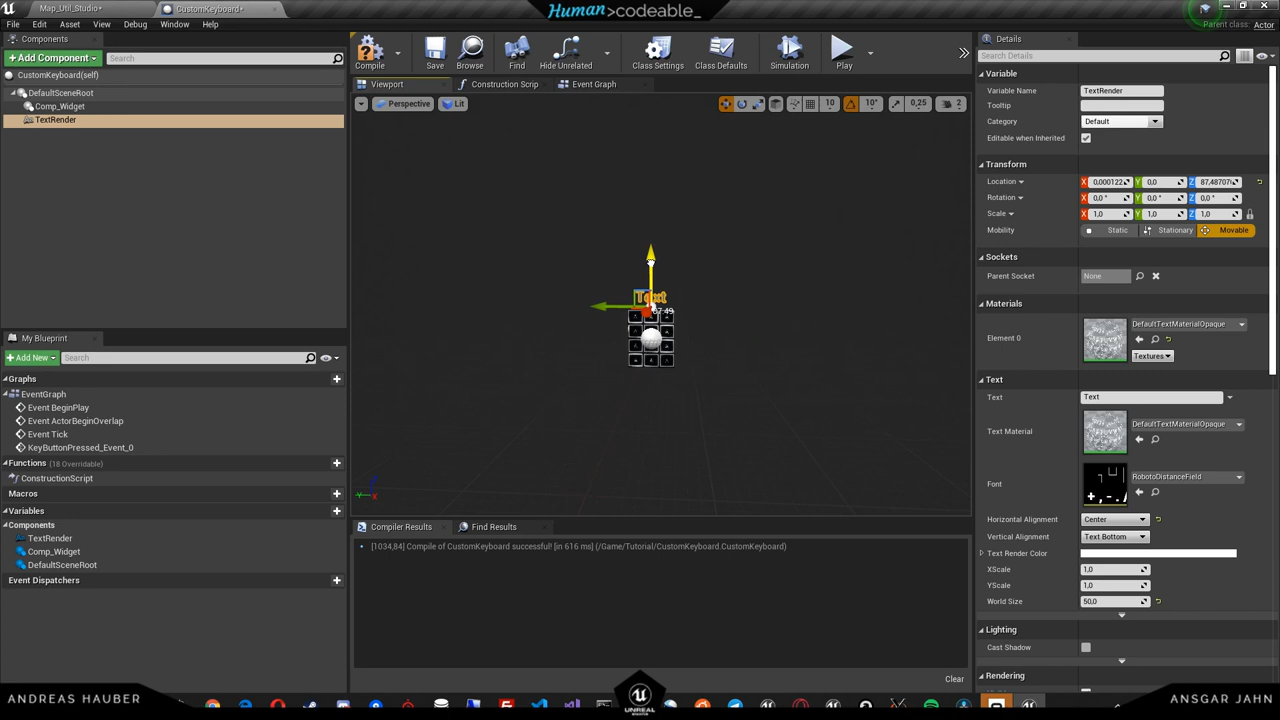 Map_Util_Studio*
CustomKeyboard*
Human>codeable_
File Edit Asset View Debug Window Help
Parent class: Actor
Components
+ Add Component
Search
CustomKeyboard(self)
DefaultSceneRoot
Comp_Widget
TextRender
My Blueprint
+ Add New
Search
Graphs
EventGraph
Event BeginPlay
Event ActorBeginOverlap
Event Tick
KeyButtonPressed_Event_0
Functions (18 Overridable)
ConstructionScript
Macros
Variables
Components
TextRender
Comp_Widget
DefaultSceneRoot
Event Dispatchers
Compile Save Browse Find Hide Unrelated Class Settings Class Defaults Simulation Play
Viewport Construction Scrip Event Graph
Perspective Lit
10 10° 0,25 2
Text
Compiler Results Find Results
[1034,84] Compile of CustomKeyboard successful! [in 616 ms] (/Game/Tutorial/CustomKeyboard.CustomKeyboard)
Clear
Details
Search Details
Variable
Variable Name TextRender
Tooltip
Category Default
Editable when Inherited
Transform
Location X 0,000122 Y 0,0 Z 87,48707
Rotation X 0,0 ° Y 0,0 ° Z 0,0 °
Scale X 1,0 Y 1,0 Z 1,0
Mobility Static Stationary Movable
Sockets
Parent Socket None
Materials
Element 0 DefaultTextMaterialOpaque
Textures
Text
Text Text
Text Material DefaultTextMaterialOpaque
Font RobotoDistanceField
Horizontal Alignment Center
Vertical Alignment Text Bottom
Text Render Color
XScale 1,0
YScale 1,0
World Size 50,0
Lighting
Cast Shadow
Rendering
ANDREAS HAUBER
UNREAL
ANSGAR JAHN